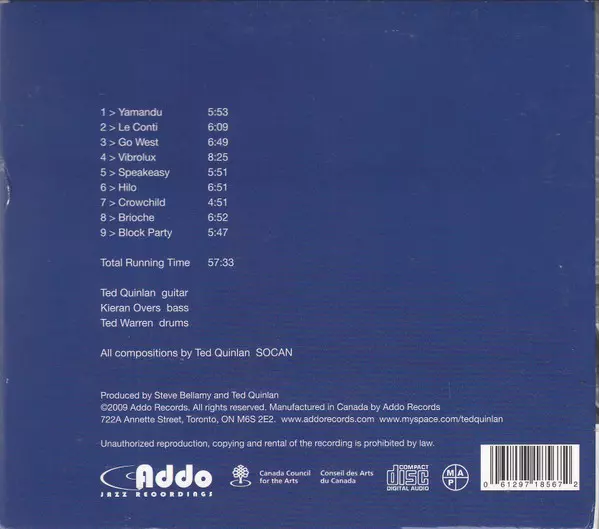 1 > Yamandu 5:53
2 > Le Conti 6:09
3 > Go West 6:49
4 > Vibrolux 8:25
5 > Speakeasy 5:51
6 > Hilo 6:51
7 > Crowchild 4:51
8 > Brioche 6:52
9 > Block Party 5:47
Total Running Time 57:33
Ted Quinlan guitar
Kieran Overs bass
Ted Warren drums
All compositions by Ted Quinlan SOCAN
Produced by Steve Bellamy and Ted Quinlan
©2009 Addo Records. All rights reserved. Manufactured in Canada by Addo Records
722A Annette Street, Toronto, ON M6S 2E2. www.addorecords.com www.myspace.com/tedquinlan
Unauthorized reproduction, copying and rental of the recording is prohibited by law.
Addo
JAZZ RECORDINGS
Canada Council
for the Arts
Conseil des Arts
du Canada
COMPACT
disc
DIGITAL AUDIO
M A
P
0 61297 18567 2